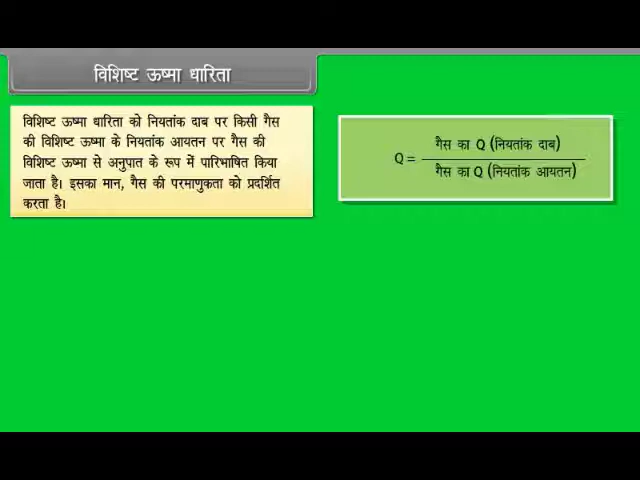 विशिष्ट ऊष्मा धारिता
विशिष्ट ऊष्मा धारिता को नियतांक दाब पर किसी गैस
की विशिष्ट ऊष्मा के नियतांक आयतन पर गैस की
विशिष्ट ऊष्मा से अनुपात के रूप में पारिभाषित किया
जाता है। इसका मान, गैस की परमाणुकता को प्रदर्शित
करता है।
गैस का Q (नियतांक दाब)
Q =
गैस का Q (नियतांक आयतन)